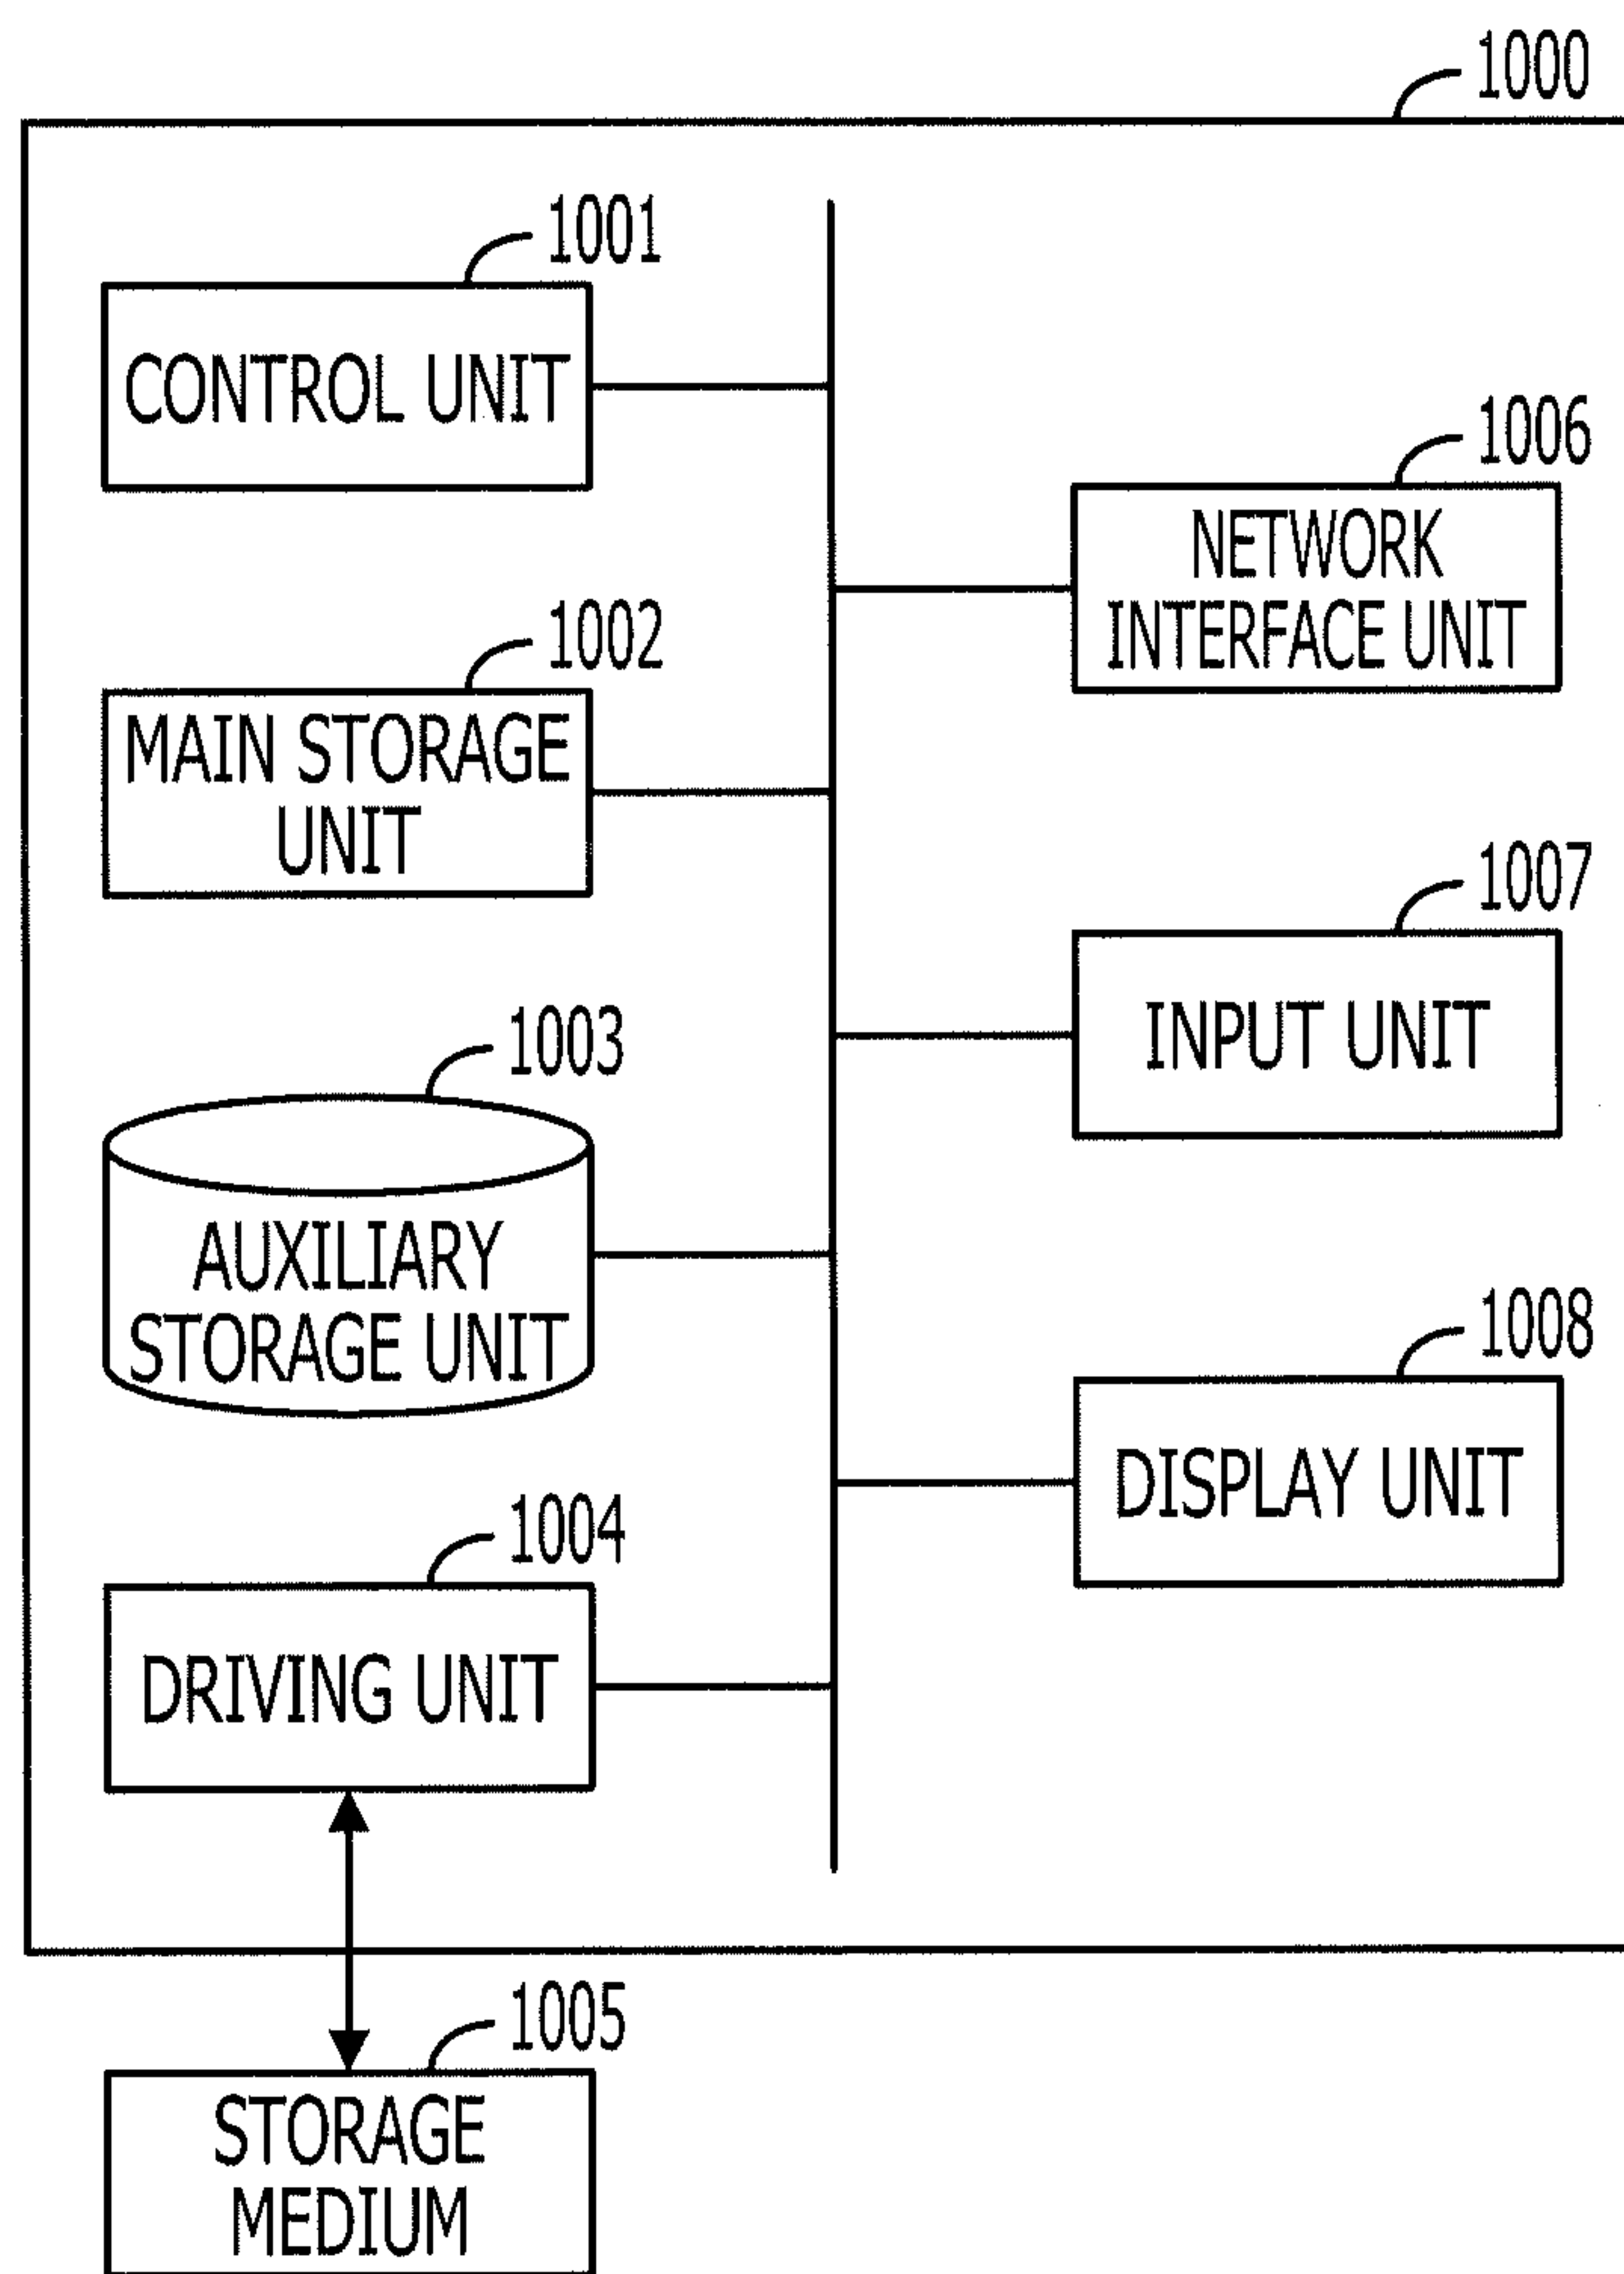 1000
1001
CONTROL UNIT
1006
NETWORK
INTERFACE UNIT
1002
MAIN STORAGE
UNIT
1007
INPUT UNIT
1003
AUXILIARY
STORAGE UNIT
1008
DISPLAY UNIT
1004
DRIVING UNIT
1005
STORAGE
MEDIUM